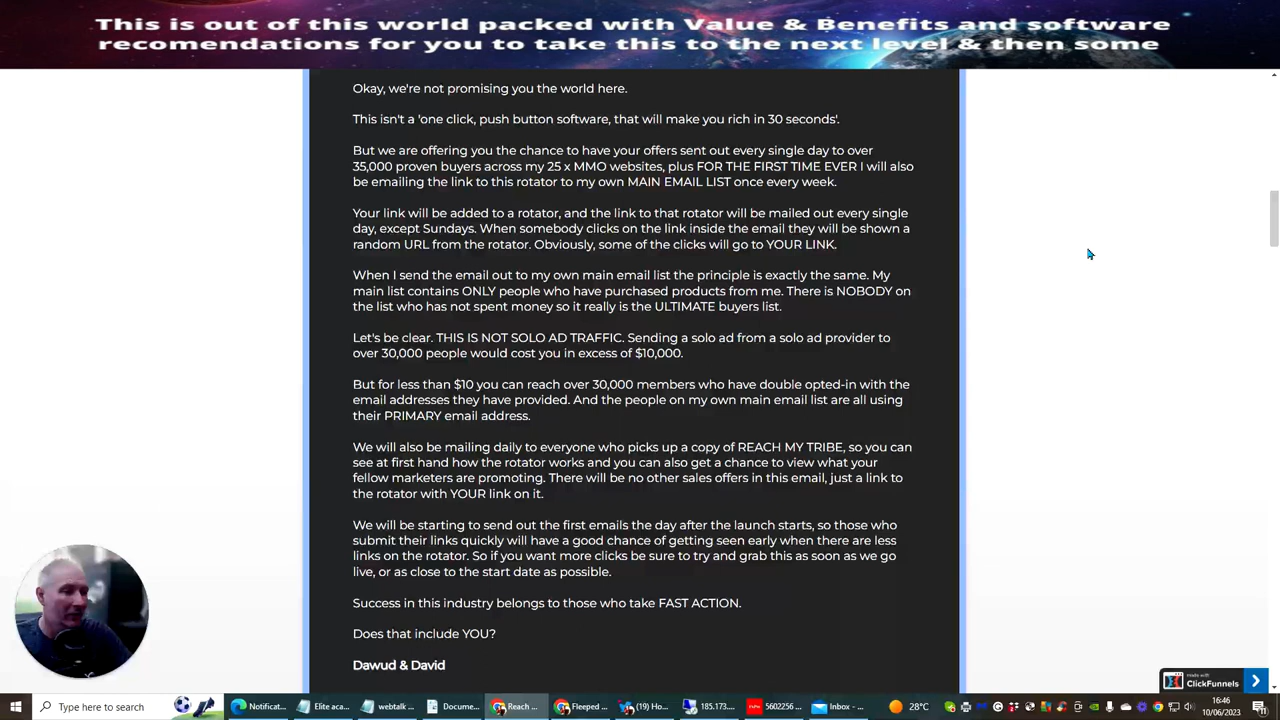 This is out of this world packed with Value & Benefits and software
recomendations for you to take this to the next level & then some
Okay, we're not promising you the world here.
This isn't a 'one click, push button software, that will make you rich in 30 seconds'.
But we are offering you the chance to have your offers sent out every single day to over
35,000 proven buyers across my 25 x MMO websites, plus FOR THE FIRST TIME EVER I will also
be emailing the link to this rotator to my own MAIN EMAIL LIST once every week.
Your link will be added to a rotator, and the link to that rotator will be mailed out every single
day, except Sundays. When somebody clicks on the link inside the email they will be shown a
random URL from the rotator. Obviously, some of the clicks will go to YOUR LINK.
When I send the email out to my own main email list the principle is exactly the same. My
main list contains ONLY people who have purchased products from me. There is NOBODY on
the list who has not spent money so it really is the ULTIMATE buyers list.
Let's be clear. THIS IS NOT SOLO AD TRAFFIC. Sending a solo ad from a solo ad provider to
over 30,000 people would cost you in excess of $10,000.
But for less than $10 you can reach over 30,000 members who have double opted-in with the
email addresses they have provided. And the people on my own main email list are all using
their PRIMARY email address.
We will also be mailing daily to everyone who picks up a copy of REACH MY TRIBE, so you can
see at first hand how the rotator works and you can also get a chance to view what your
fellow marketers are promoting. There will be no other sales offers in this email, just a link to
the rotator with YOUR link on it.
We will be starting to send out the first emails the day after the launch starts, so those who
submit their links quickly will have a good chance of getting seen early when there are less
links on the rotator. So if you want more clicks be sure to try and grab this as soon as we go
live, or as close to the start date as possible.
Success in this industry belongs to those who take FAST ACTION.
Does that include YOU?
Dawud & David
ClickFunnels
Type here to search
Notificat...
Elite aca...
webtalk ...
Docume...
Reach ...
Fleeped ...
(19) Ho...
185.173....
5602256 ...
Inbox - ...
28°C
16:46
10/06/2023